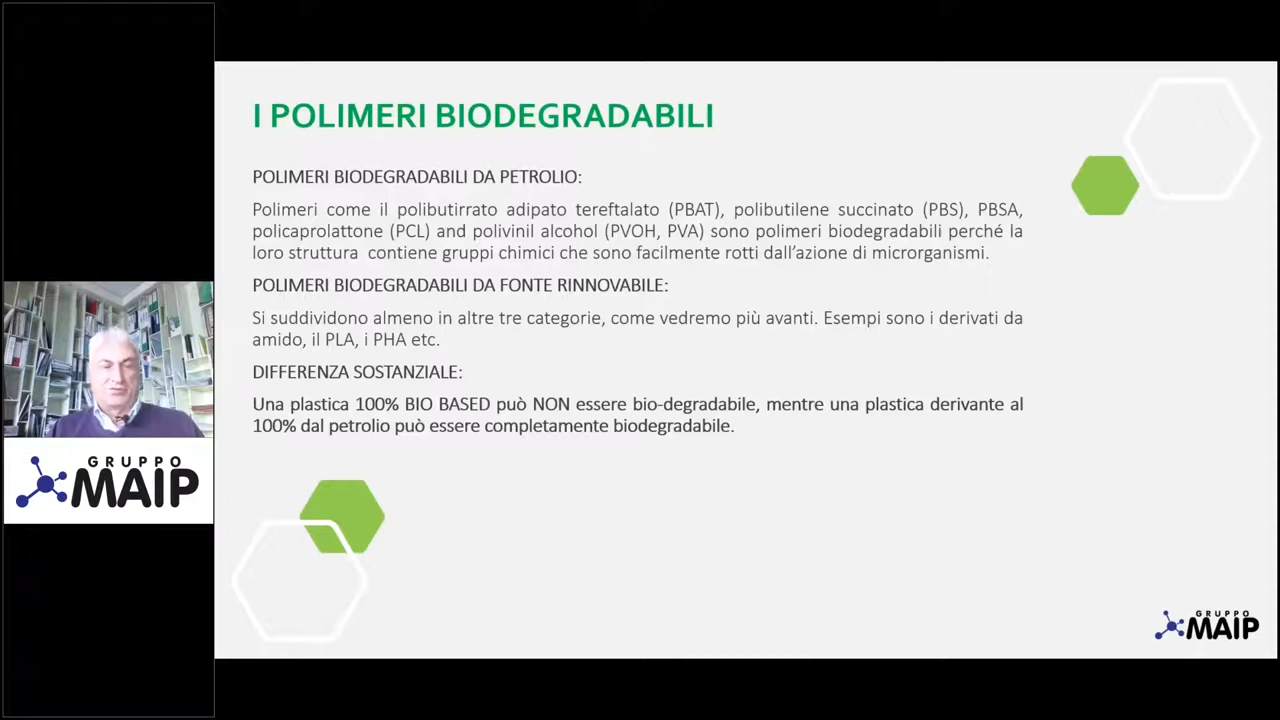 I POLIMERI BIODEGRADABILI
POLIMERI BIODEGRADABILI DA PETROLIO:
Polimeri come il polibutirrato adipato tereftalato (PBAT), polibutilene succinato (PBS), PBSA,
policaprolattone (PCL) and polivinil alcohol (PVOH, PVA) sono polimeri biodegradabili perché la
loro struttura contiene gruppi chimici che sono facilmente rotti dall’azione di microrganismi.
POLIMERI BIODEGRADABILI DA FONTE RINNOVABILE:
Si suddividono almeno in altre tre categorie, come vedremo più avanti. Esempi sono i derivati da
amido, il PLA, i PHA etc.
DIFFERENZA SOSTANZIALE:
Una plastica 100% BIO BASED può NON essere bio-degradabile, mentre una plastica derivante al
100% dal petrolio può essere completamente biodegradabile.
GRUPPO
MAIP
GRUPPO
MAIP